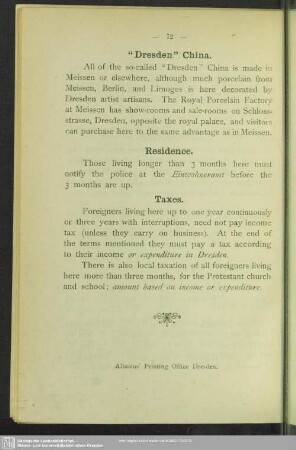 — 72 —
"Dresden" China.
All of the so-called "Dresden" China is made in
Meissen or elsewhere, although much porcelain from
Meissen, Berlin, and Limoges is here decorated by
Dresden artist artisans. The Royal Porcelain Factory
at Meissen has show-rooms and sale-rooms on Schloss-
strasse, Dresden, opposite the royal palace, and visitors
can purchase here to the same advantage as in Meissen.
Residence.
Those living longer than 3 months here must
notify the police at the Einwohneramt before the
3 months are up.
Taxes.
Foreigners living here up to one year continuously
or three years with interruptions, need not pay income
tax (unless they carry on business). At the end of
the terms mentioned they must pay a tax according
to their income or expenditure in Dresden.
There is also local taxation of all foreigners living
here more than three months, for the Protestant church
and school; amount based on income or expenditure.
Printing Office Dresden.